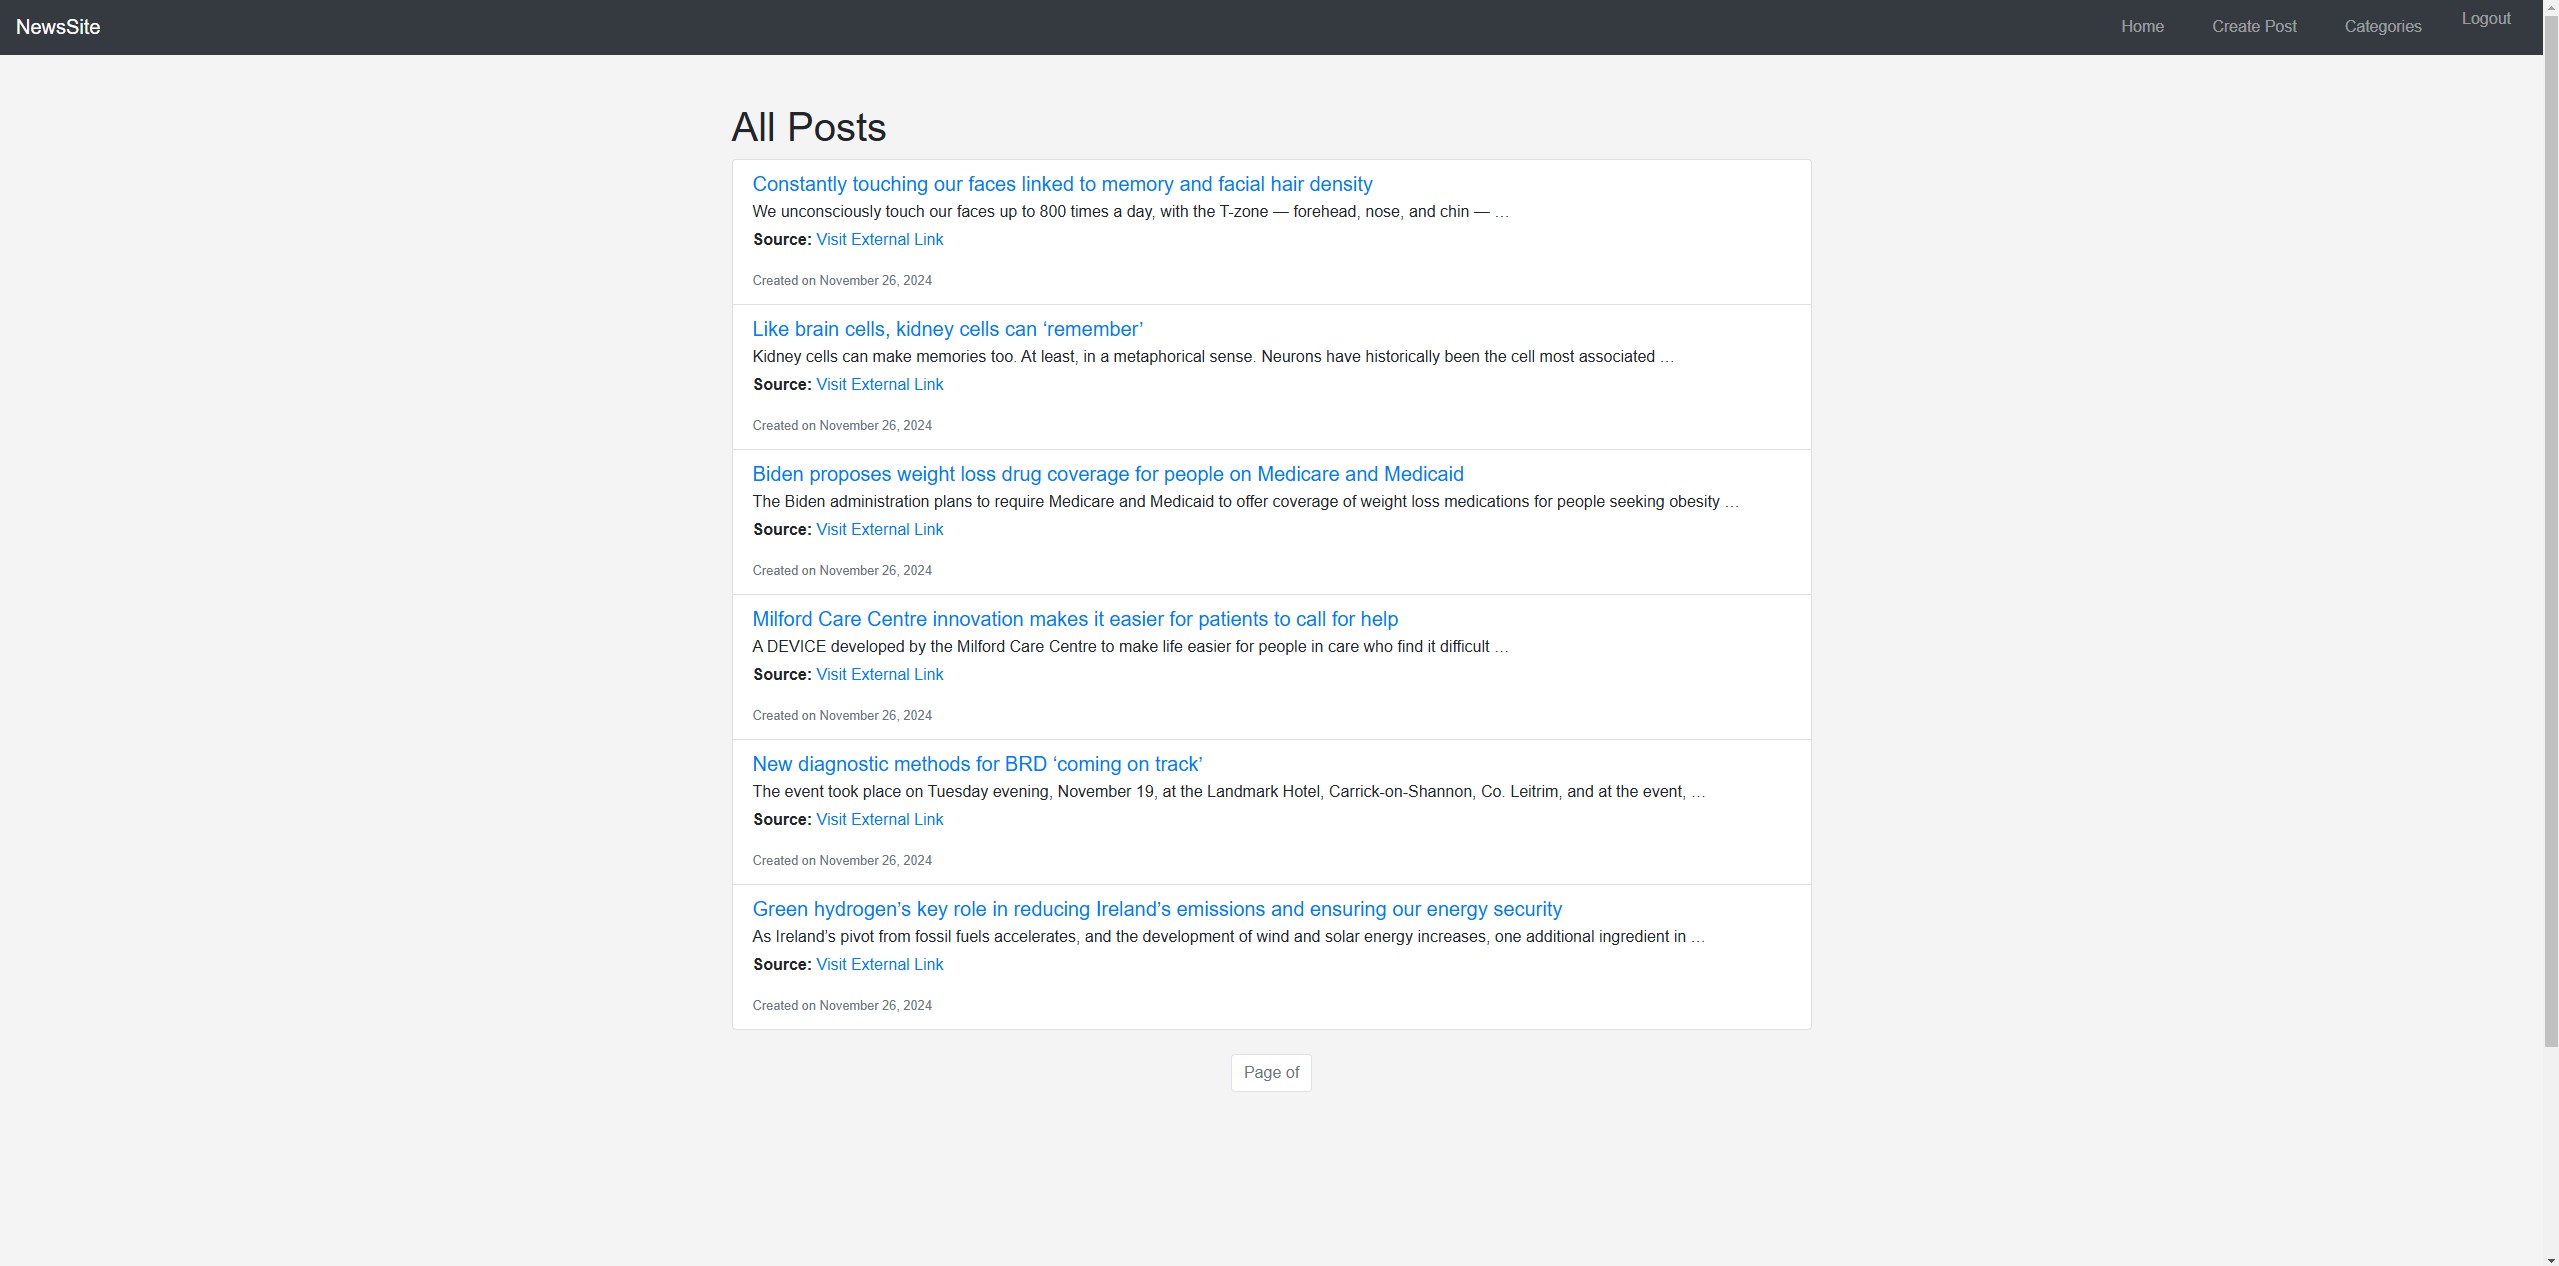 NewsSite
Home Create Post Categories Logout
All Posts
Constantly touching our faces linked to memory and facial hair density
We unconsciously touch our faces up to 800 times a day, with the T-zone — forehead, nose, and chin — …
Source: Visit External Link
Created on November 26, 2024
Like brain cells, kidney cells can ‘remember’
Kidney cells can make memories too. At least, in a metaphorical sense. Neurons have historically been the cell most associated …
Source: Visit External Link
Created on November 26, 2024
Biden proposes weight loss drug coverage for people on Medicare and Medicaid
The Biden administration plans to require Medicare and Medicaid to offer coverage of weight loss medications for people seeking obesity …
Source: Visit External Link
Created on November 26, 2024
Milford Care Centre innovation makes it easier for patients to call for help
A DEVICE developed by the Milford Care Centre to make life easier for people in care who find it difficult …
Source: Visit External Link
Created on November 26, 2024
New diagnostic methods for BRD ‘coming on track’
The event took place on Tuesday evening, November 19, at the Landmark Hotel, Carrick-on-Shannon, Co. Leitrim, and at the event, …
Source: Visit External Link
Created on November 26, 2024
Green hydrogen’s key role in reducing Ireland’s emissions and ensuring our energy security
As Ireland’s pivot from fossil fuels accelerates, and the development of wind and solar energy increases, one additional ingredient in …
Source: Visit External Link
Created on November 26, 2024
Page of